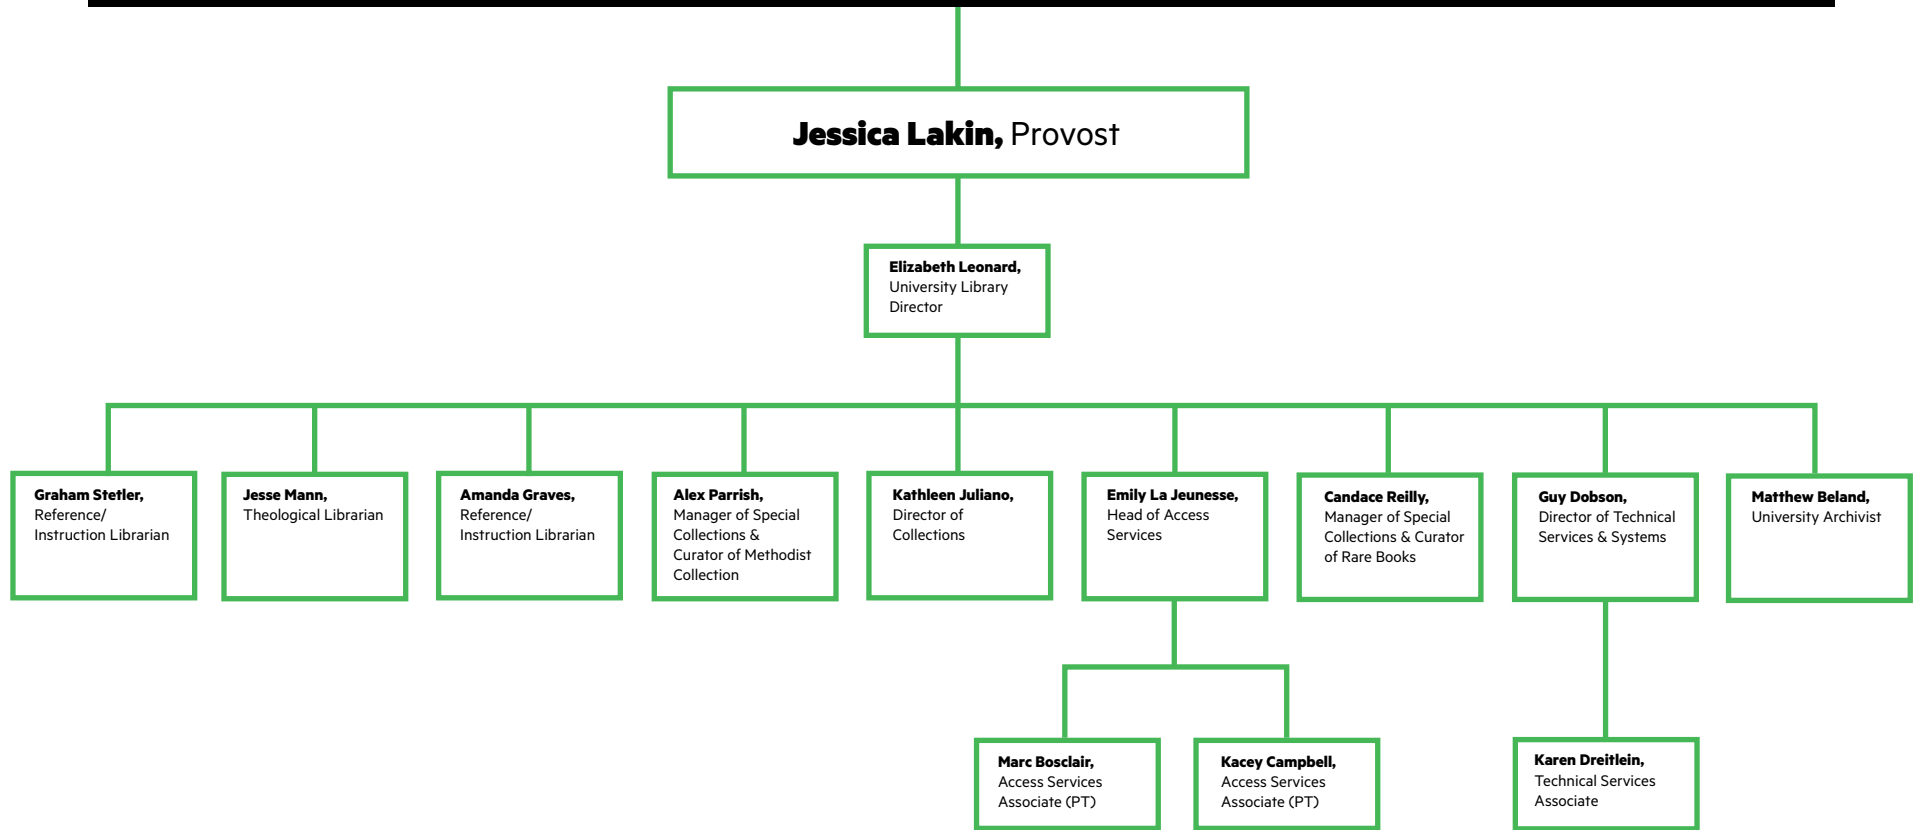 Jessica Lakin, Provost
Elizabeth Leonard,
University Library
Director
Graham Stetler,
Reference/
Instruction Librarian
Jesse Mann,
Theological Librarian
Amanda Graves,
Reference/
Instruction Librarian
Alex Parrish,
Manager of Special
Collections &
Curator of Methodist
Collection
Kathleen Juliano,
Director of
Collections
Emily La Jeunesse,
Head of Access
Services
Candace Reilly,
Manager of Special
Collections & Curator
of Rare Books
Guy Dobson,
Director of Technical
Services & Systems
Matthew Beland,
University Archivist
Marc Bosclair,
Access Services
Associate (PT)
Kacey Campbell,
Access Services
Associate (PT)
Karen Dreitlein,
Technical Services
Associate